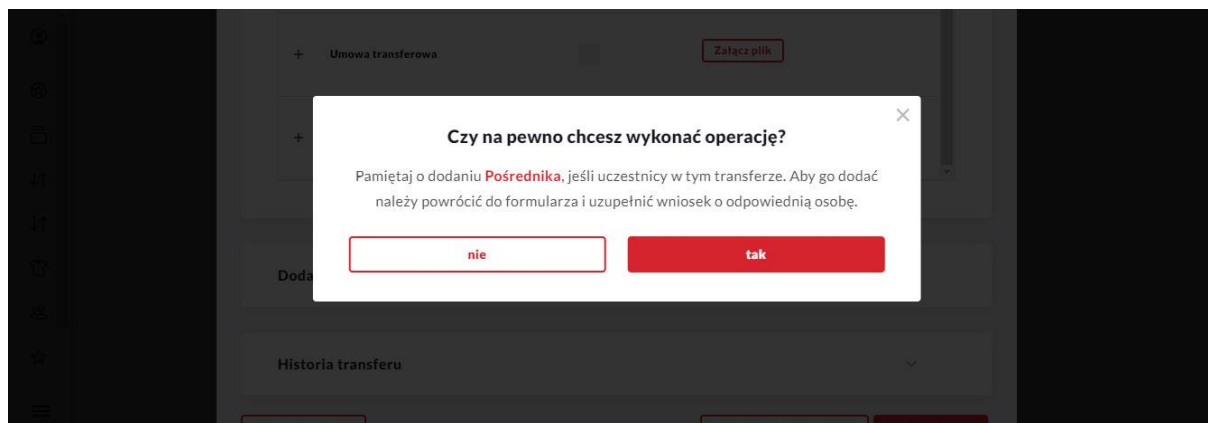 + Umowa transferowa Załącz plik
+
Czy na pewno chcesz wykonać operację?
Pamiętaj o dodaniu Pośrednika, jeśli uczestnicy w tym transferze. Aby go dodać
należy powrócić do formularza i uzupełnić wniosek o odpowiednią osobę.
nie tak
Doda
Historia transferu